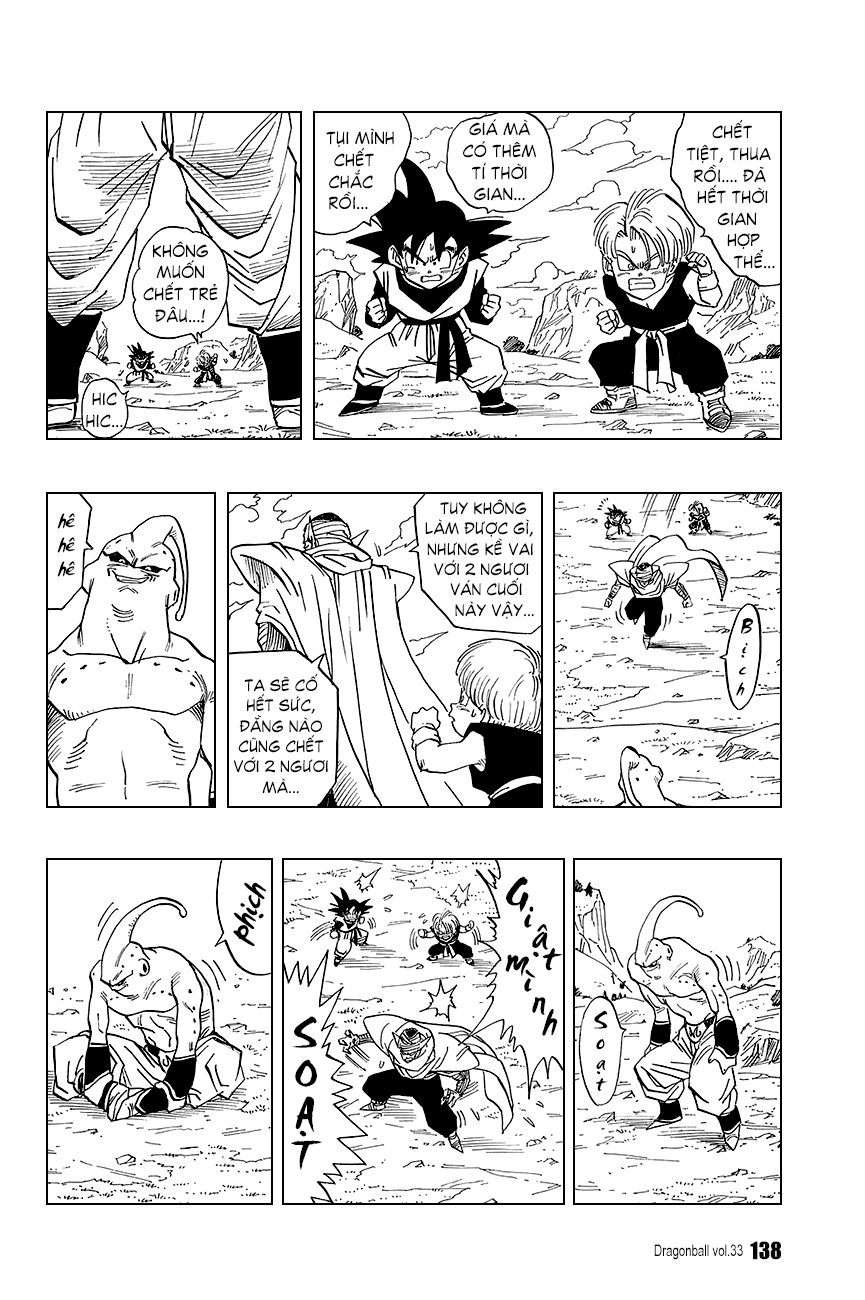 CHẾT
TIỆT, THUA
RỒI.... ĐÃ
HẾT THỜI
GIAN
HỢP
THỂ...
GIÁ MÀ
CÓ THÊM
TÍ THỜI
GIAN...
TỤI MÌNH
CHẾT
CHẮC
RỒI...
KHÔNG
MUỐN
CHẾT TRẺ
ĐÂU...!
HIC
HIC...
Bịch
TUY KHÔNG
LÀM ĐƯỢC GÌ,
NHƯNG KỀ VAI
VỚI 2 NGƯƠI
VÁN CUỐI
NÀY VẬY...
TA SẼ CỐ
HẾT SỨC,
ĐẰNG NÀO
CŨNG CHẾT
VỚI 2 NGƯƠI
MÀ...
hê
hê
hê
Soạt
Giật
mình
SOẠT
phịch
Dragonball vol.33 138